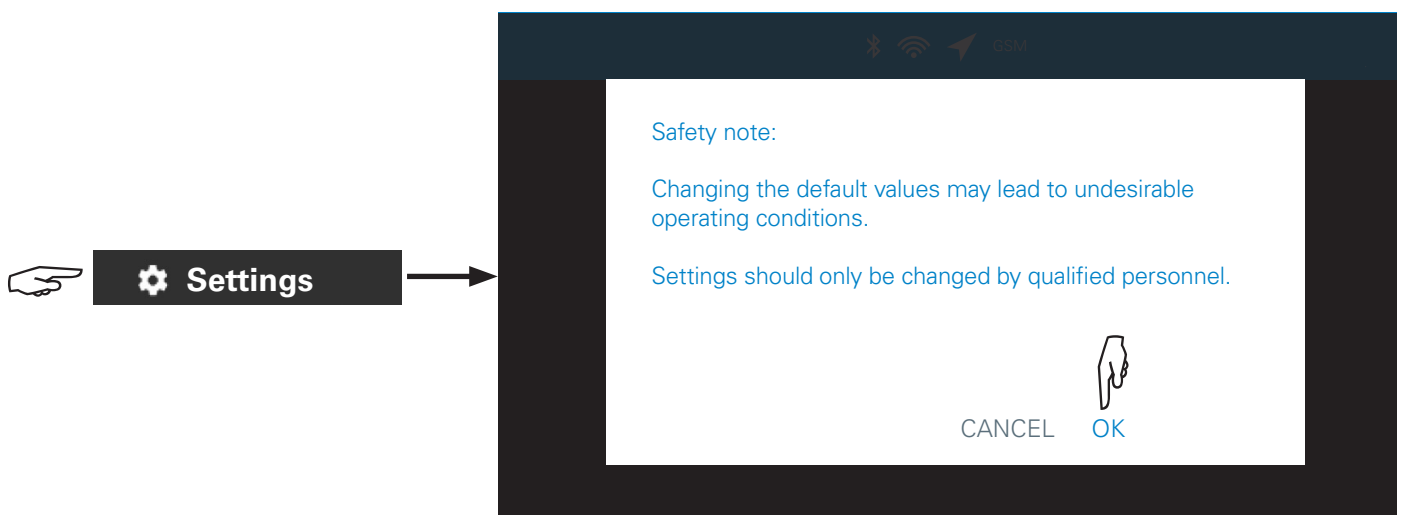 GSM
Safety note:
Changing the default values may lead to undesirable
operating conditions.
Settings
Settings should only be changed by qualified personnel.
CANCEL OK